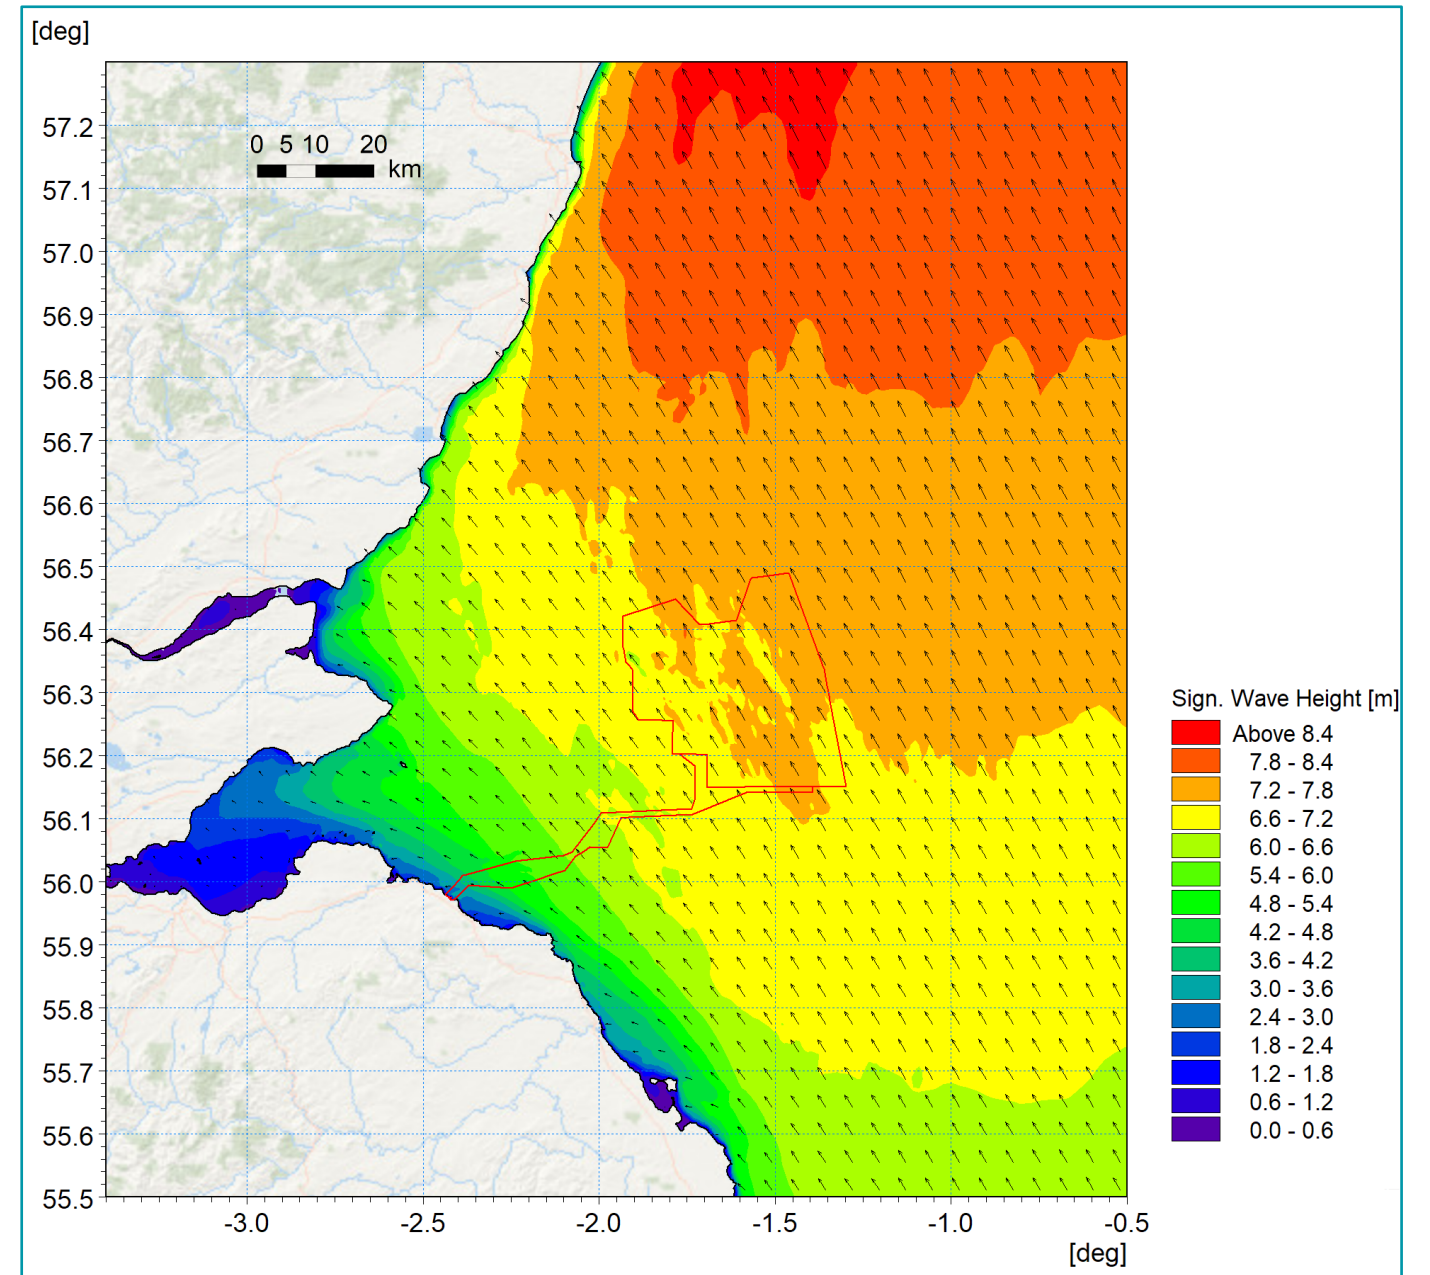 [deg]
57.2
57.1
57.0
56.9
56.8
56.7
56.6
56.5
56.4
56.3
56.2
56.1
56.0
55.9
55.8
55.7
55.6
55.5
0 5 10 20
km
-3.0 -2.5 -2.0 -1.5 -1.0 -0.5
[deg]
Sign. Wave Height [m]
Above 8.4
7.8 - 8.4
7.2 - 7.8
6.6 - 7.2
6.0 - 6.6
5.4 - 6.0
4.8 - 5.4
4.2 - 4.8
3.6 - 4.2
3.0 - 3.6
2.4 - 3.0
1.8 - 2.4
1.2 - 1.8
0.6 - 1.2
0.0 - 0.6